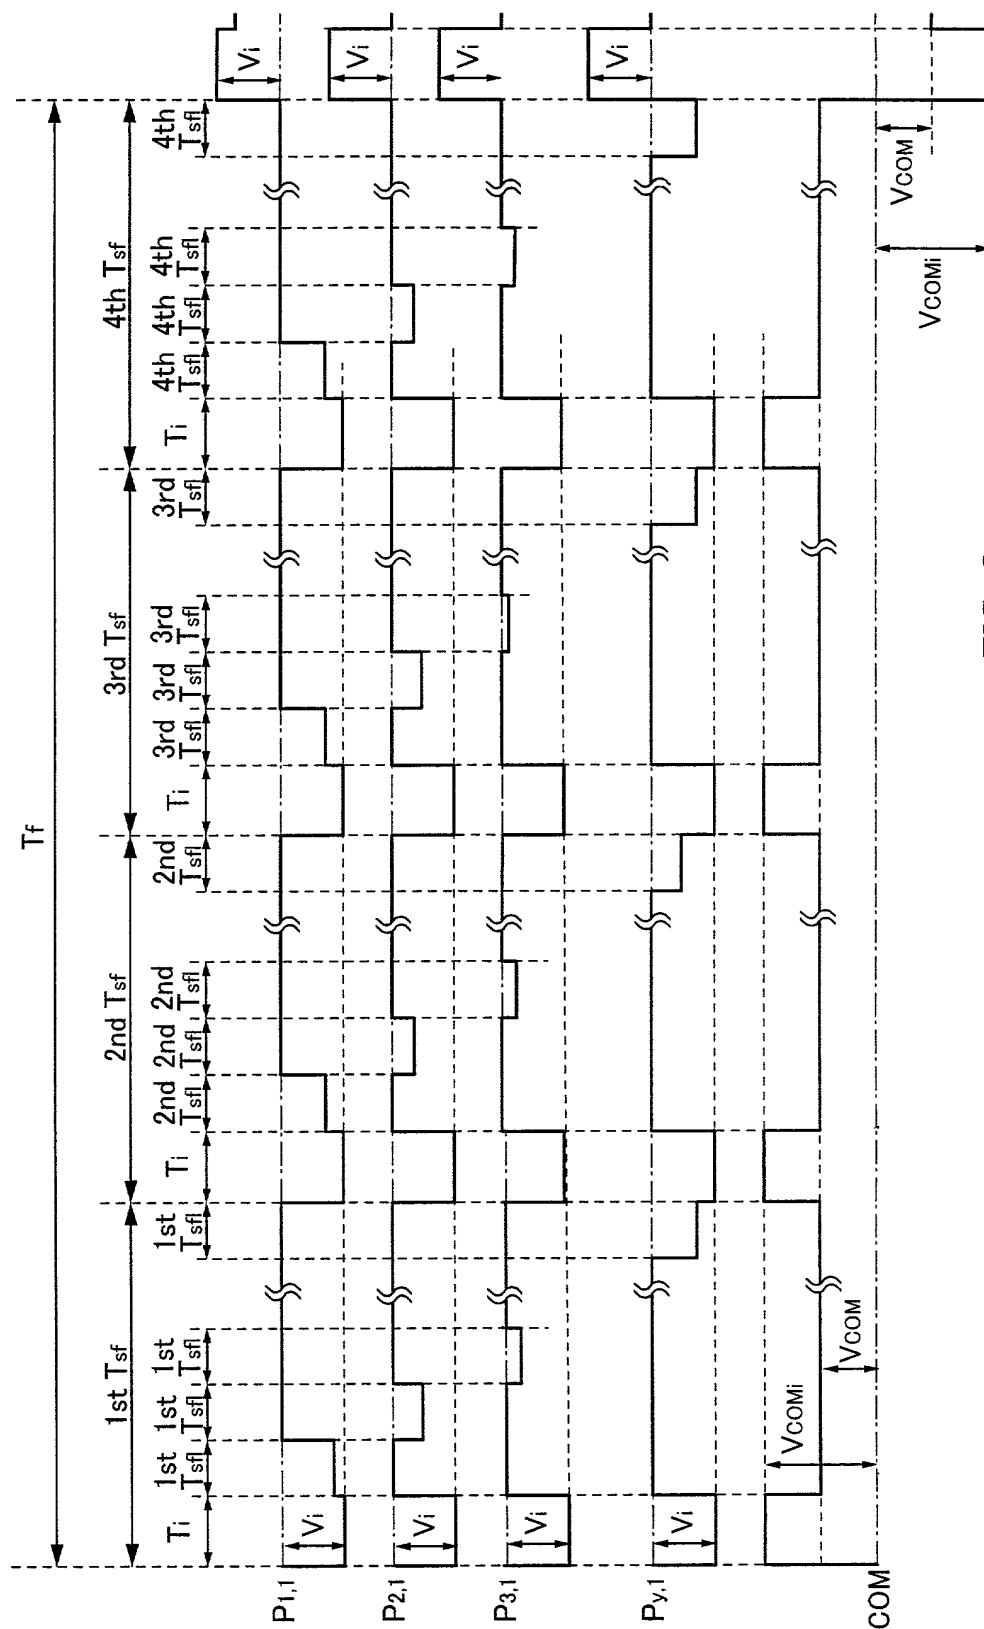 Tf
1st Tsf
2nd Tsf
3rd Tsf
4th Tsf
Ti
1st Tsfl
1st Tsfl
1st Tsfl
1st Tsfl
Ti
2nd Tsfl
2nd Tsfl
2nd Tsfl
2nd Tsfl
Ti
3rd Tsfl
3rd Tsfl
3rd Tsfl
3rd Tsfl
Ti
4th Tsfl
4th Tsfl
4th Tsfl
4th Tsfl
P1,1
Vi
Vi
P2,1
Vi
Vi
P3,1
Vi
Vi
Py,1
Vi
Vi
VCOMi
VCOM
COM
VCOM
VCOMi